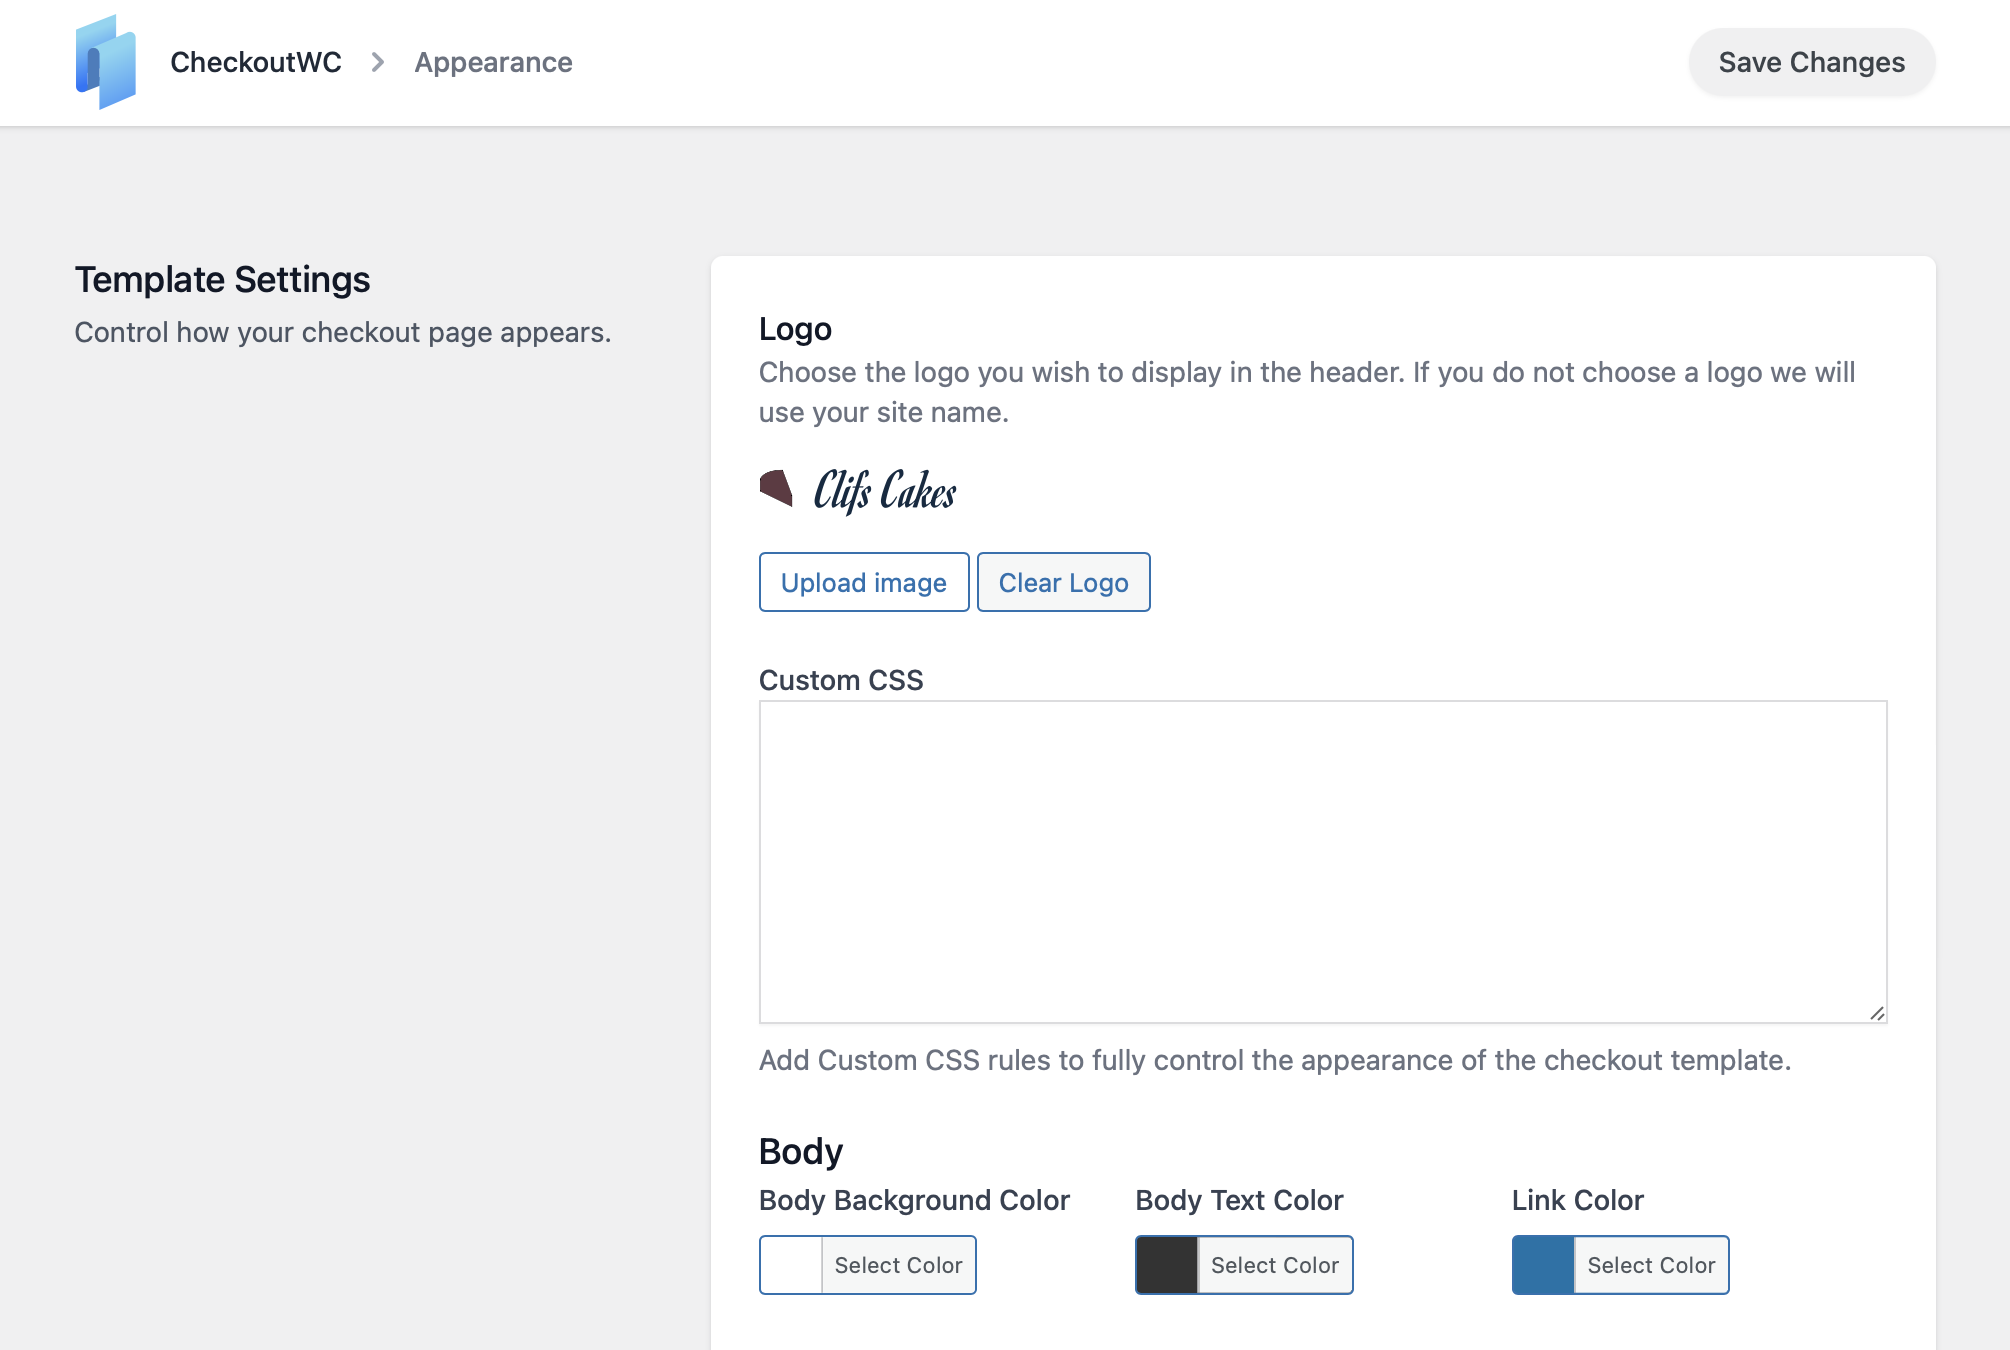 CheckoutWC > Appearance
Save Changes
Template Settings
Control how your checkout page appears.
Logo
Choose the logo you wish to display in the header. If you do not choose a logo we will
use your site name.
Clifs Cakes
Upload image
Clear Logo
Custom CSS
Add Custom CSS rules to fully control the appearance of the checkout template.
Body
Body Background Color
Body Text Color
Link Color
Select Color
Select Color
Select Color